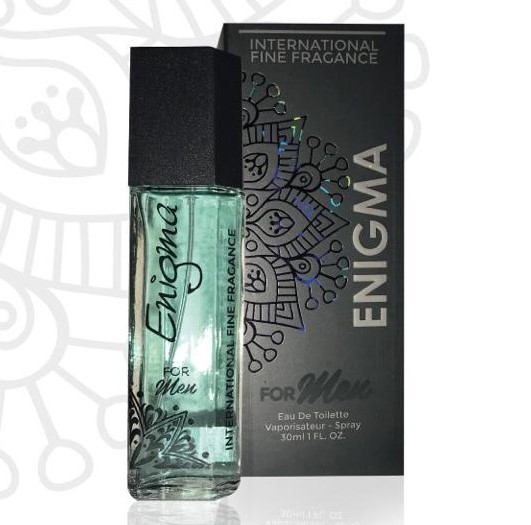 INTERNATIONAL
FINE FRAGANCE
ENIGMA
FOR Men
Eau De Toilette
Vaporisateur - Spray
30ml 1 FL. OZ.
Enigma
FOR
Men
INTERNATIONAL FINE FRAGANCE